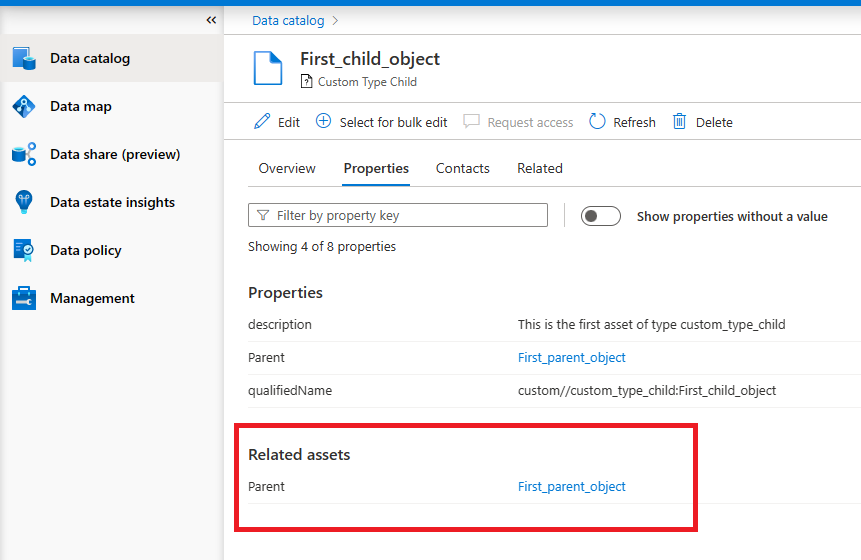 «
Data catalog
Data map
Data share (preview)
Data estate insights
Data policy
Management
Data catalog >
First_child_object
? Custom Type Child
Edit Select for bulk edit Request access Refresh Delete
Overview Properties Contacts Related
Filter by property key Show properties without a value
Showing 4 of 8 properties
Properties
description This is the first asset of type custom_type_child
Parent First_parent_object
qualifiedName custom//custom_type_child:First_child_object
Related assets
Parent First_parent_object